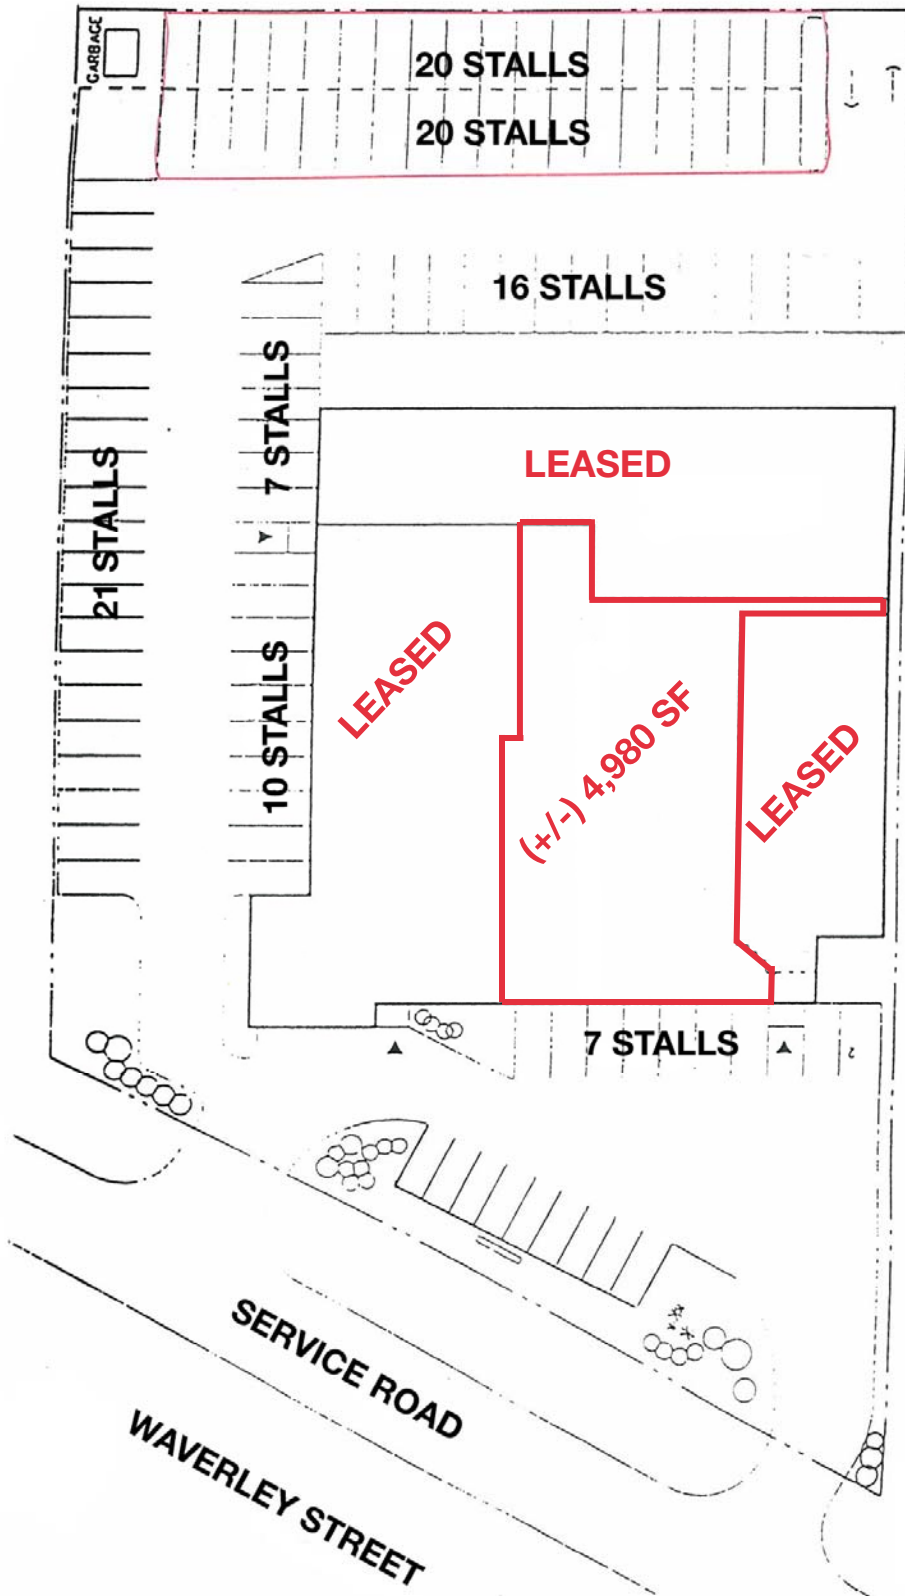 GARBAGE
20 STALLS
20 STALLS
16 STALLS
7 STALLS
LEASED
21 STALLS
LEASED
10 STALLS
(+/-) 4,980 SF
LEASED
7 STALLS
SERVICE ROAD
WAVERLEY STREET